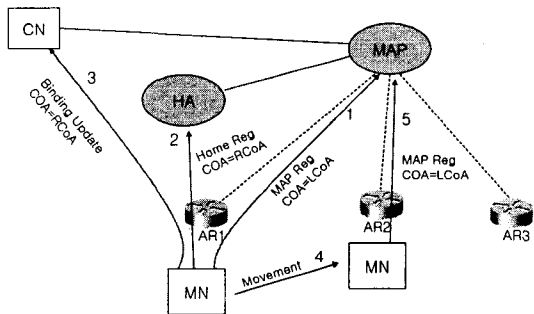 CN
MAP
3
HA
Binding Update
COA=RCoA
2
Home Reg
COA=RCoA
1
MAP Reg
COA=LCoA
5
MAP Reg
COA=LCoA
AR1
AR2
AR3
MN
Movement
4
MN